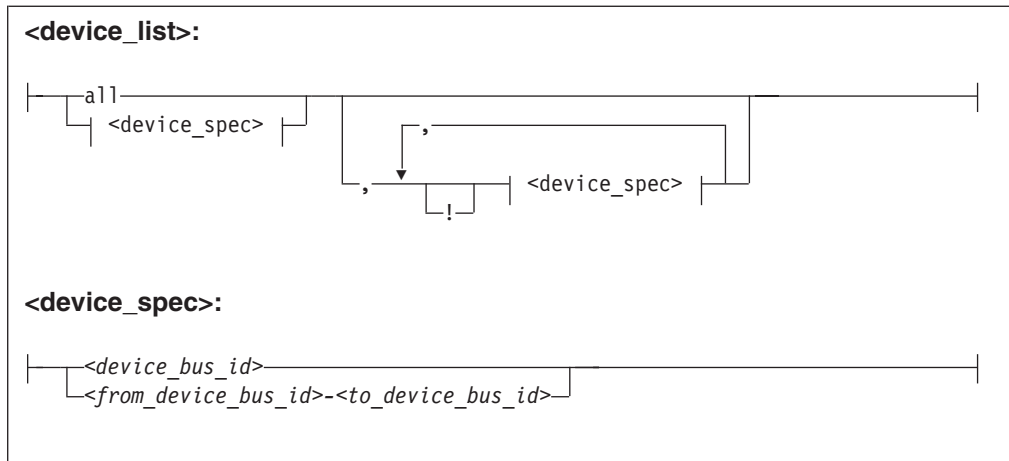 <device_list>:
all
<device_spec>
,
, ! <device_spec>
<device_spec>:
<device_bus_id>
<from_device_bus_id>-<to_device_bus_id>